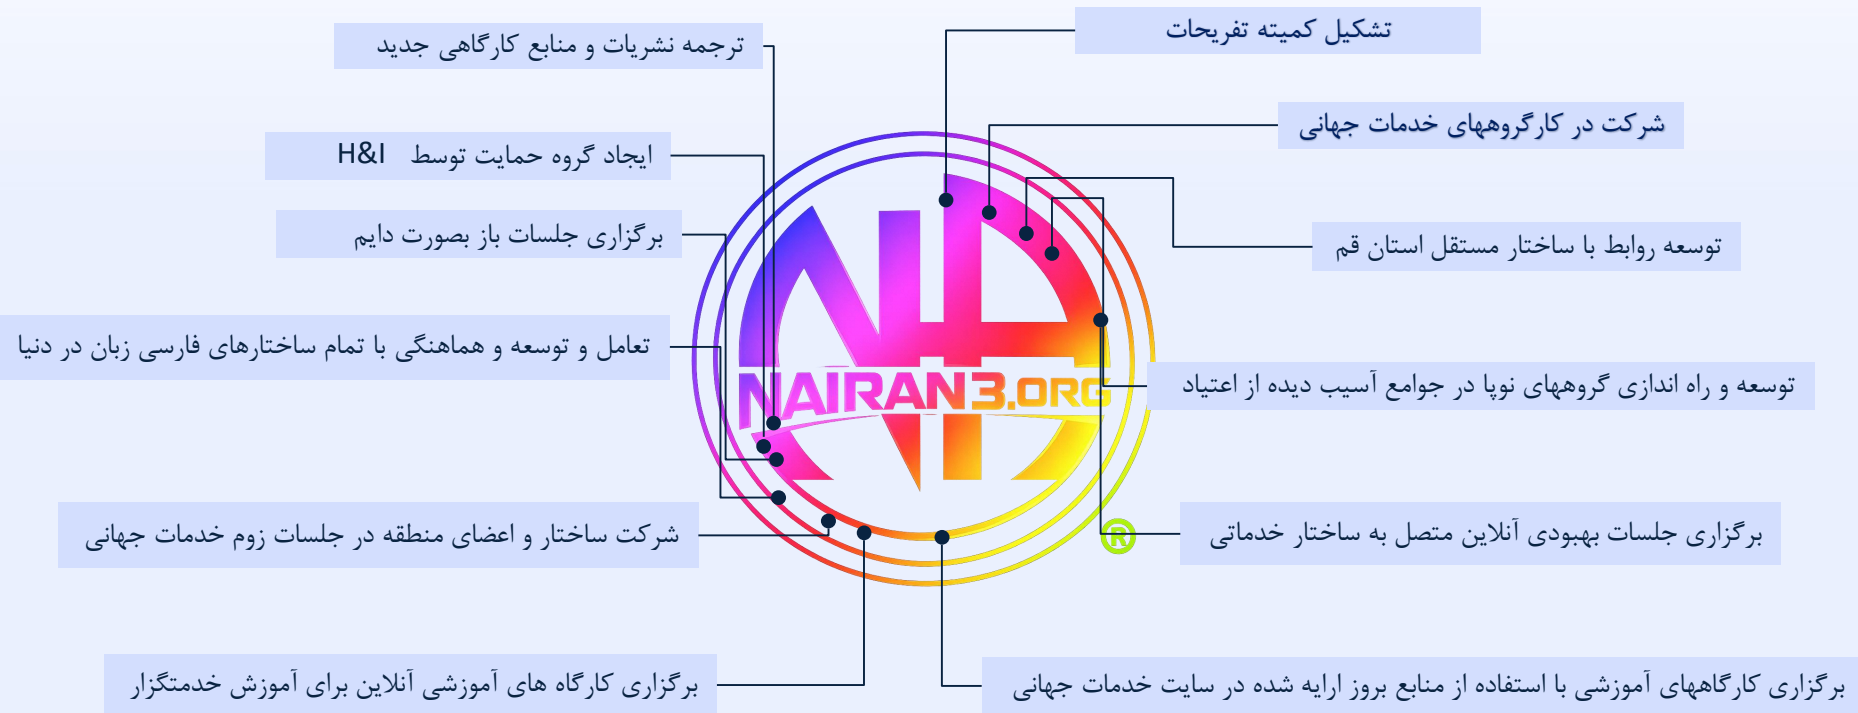 تشکیل کمیته تفریحات
شرکت در کارگروههای خدمات جهانی
توسعه روابط با ساختار مستقل استان قم
توسعه و راه اندازی گروههای نوپا در جوامع آسیب دیده از اعتیاد
برگزاری جلسات بهبودی آنلاین متصل به ساختار خدماتی
برگزاری کارگاههای آموزشی با استفاده از منابع بروز ارایه شده در سایت خدمات جهانی
ترجمه نشریات و منابع کارگاهی جدید
ایجاد گروه حمایت توسط H&I
برگزاری جلسات باز بصورت دایم
تعامل و توسعه و هماهنگی با تمام ساختارهای فارسی زبان در دنیا
شرکت ساختار و اعضای منطقه در جلسات زوم خدمات جهانی
برگزاری کارگاه های آموزشی آنلاین برای آموزش خدمتگزار
NA
NAIRAN3.ORG
®